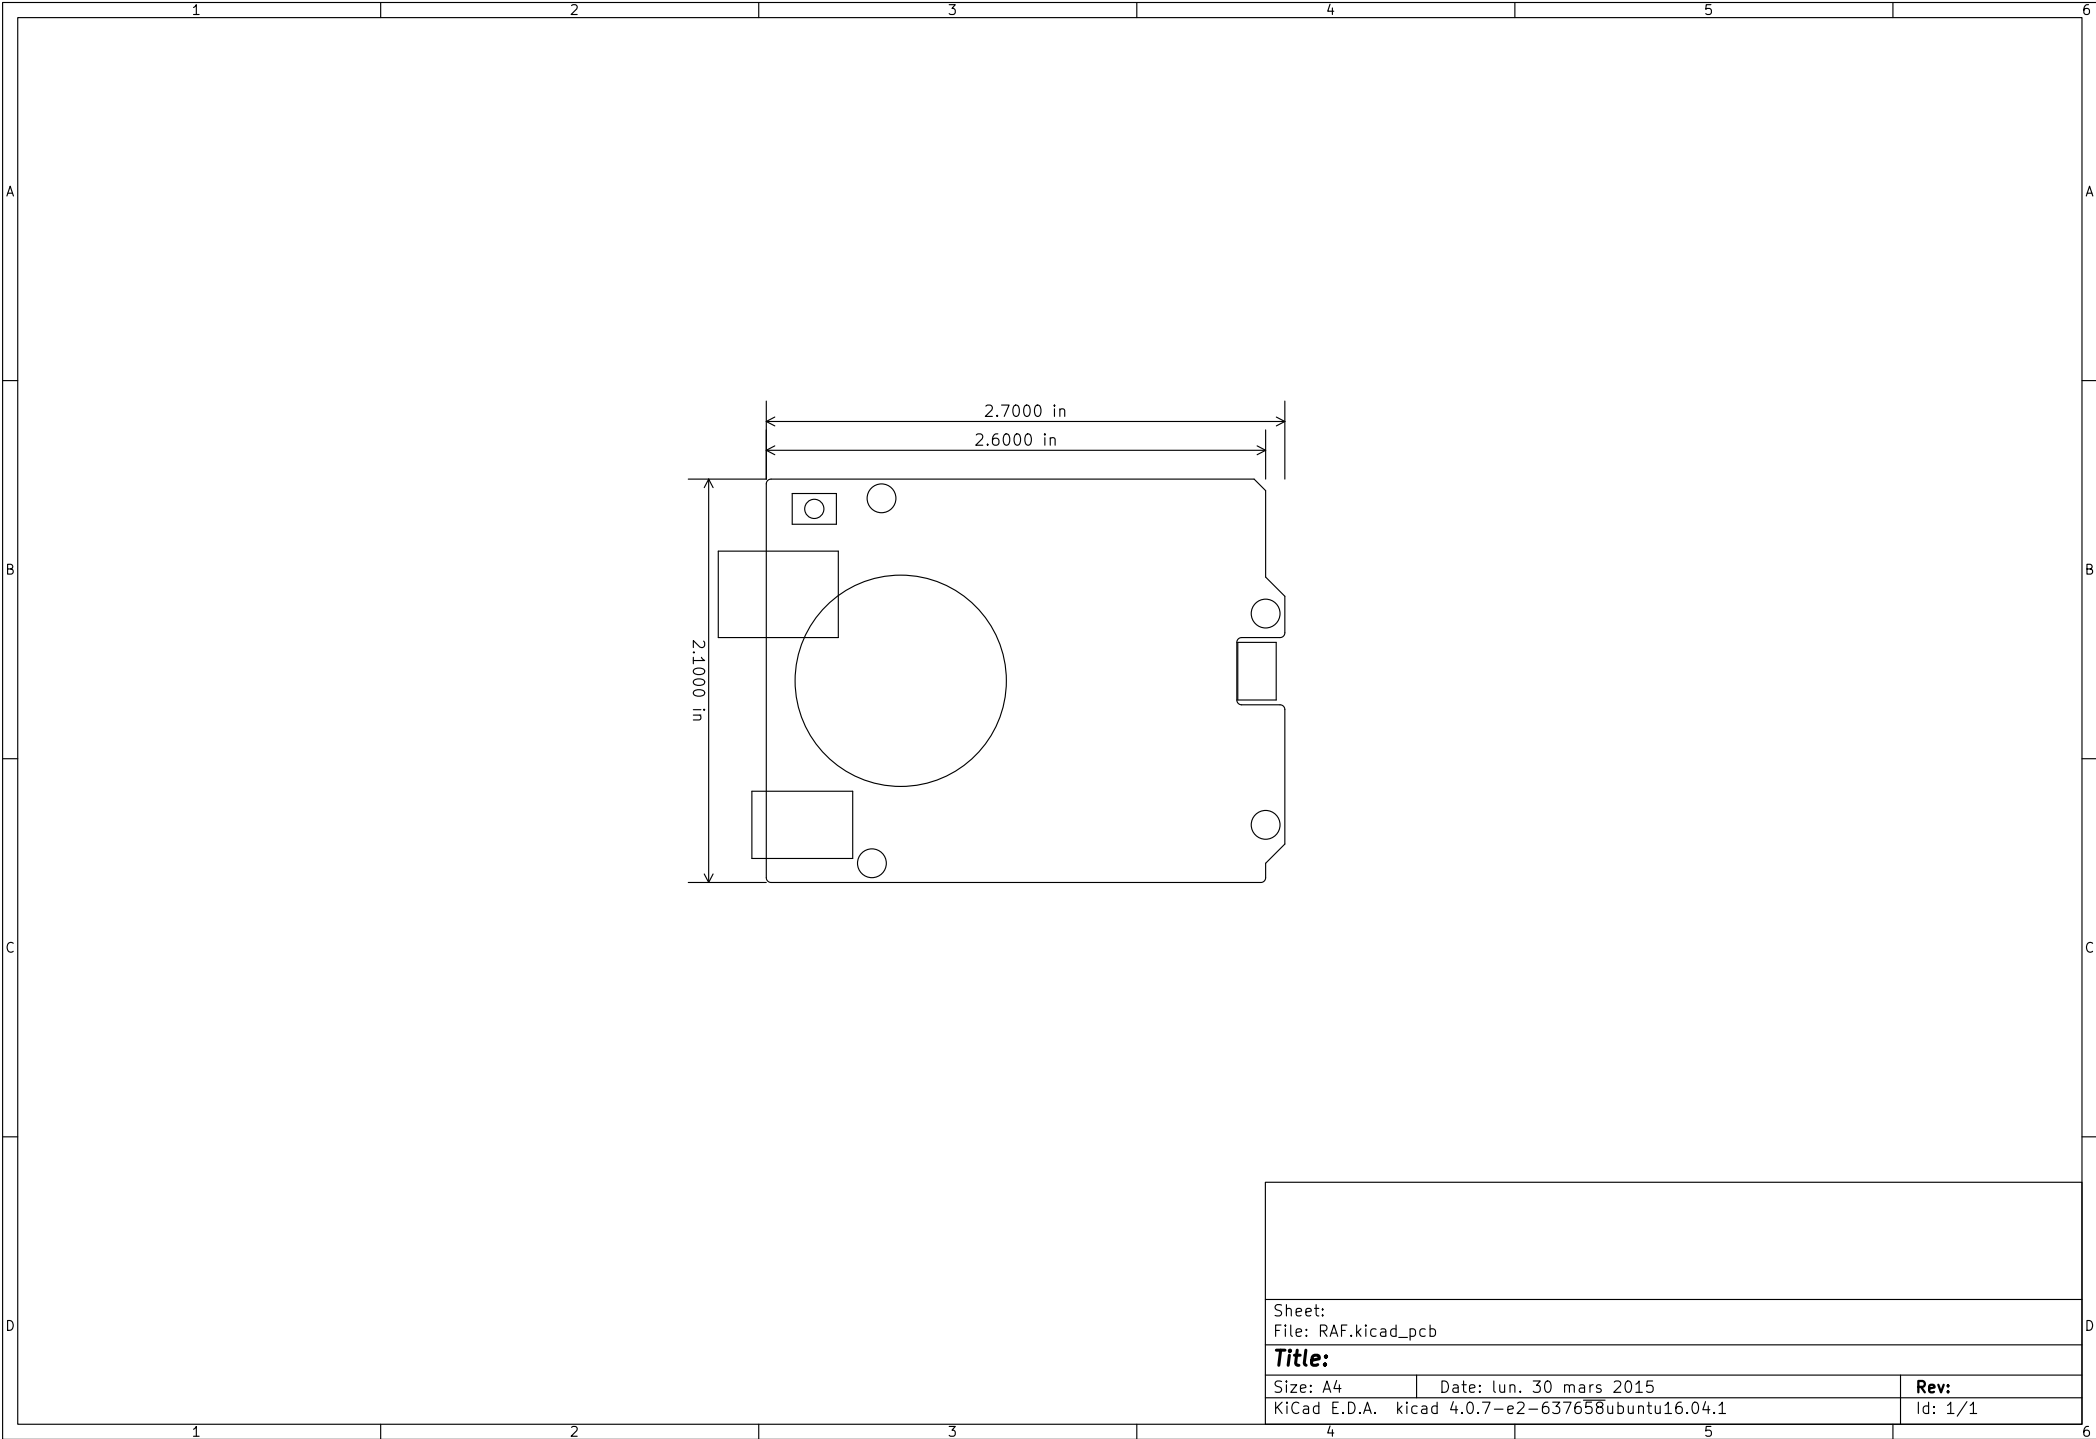 1 2 3 4 5 6
A A
2.7000 in
2.6000 in
B B
2.1000 in
C C
Sheet:
D D
File: RAF.kicad_pcb
Title:
Size: A4 Date: lun. 30 mars 2015 Rev:
KiCad E.D.A. kicad 4.0.7-e2-637658ubuntu16.04.1 Id: 1/1
1 2 3 4 5 6